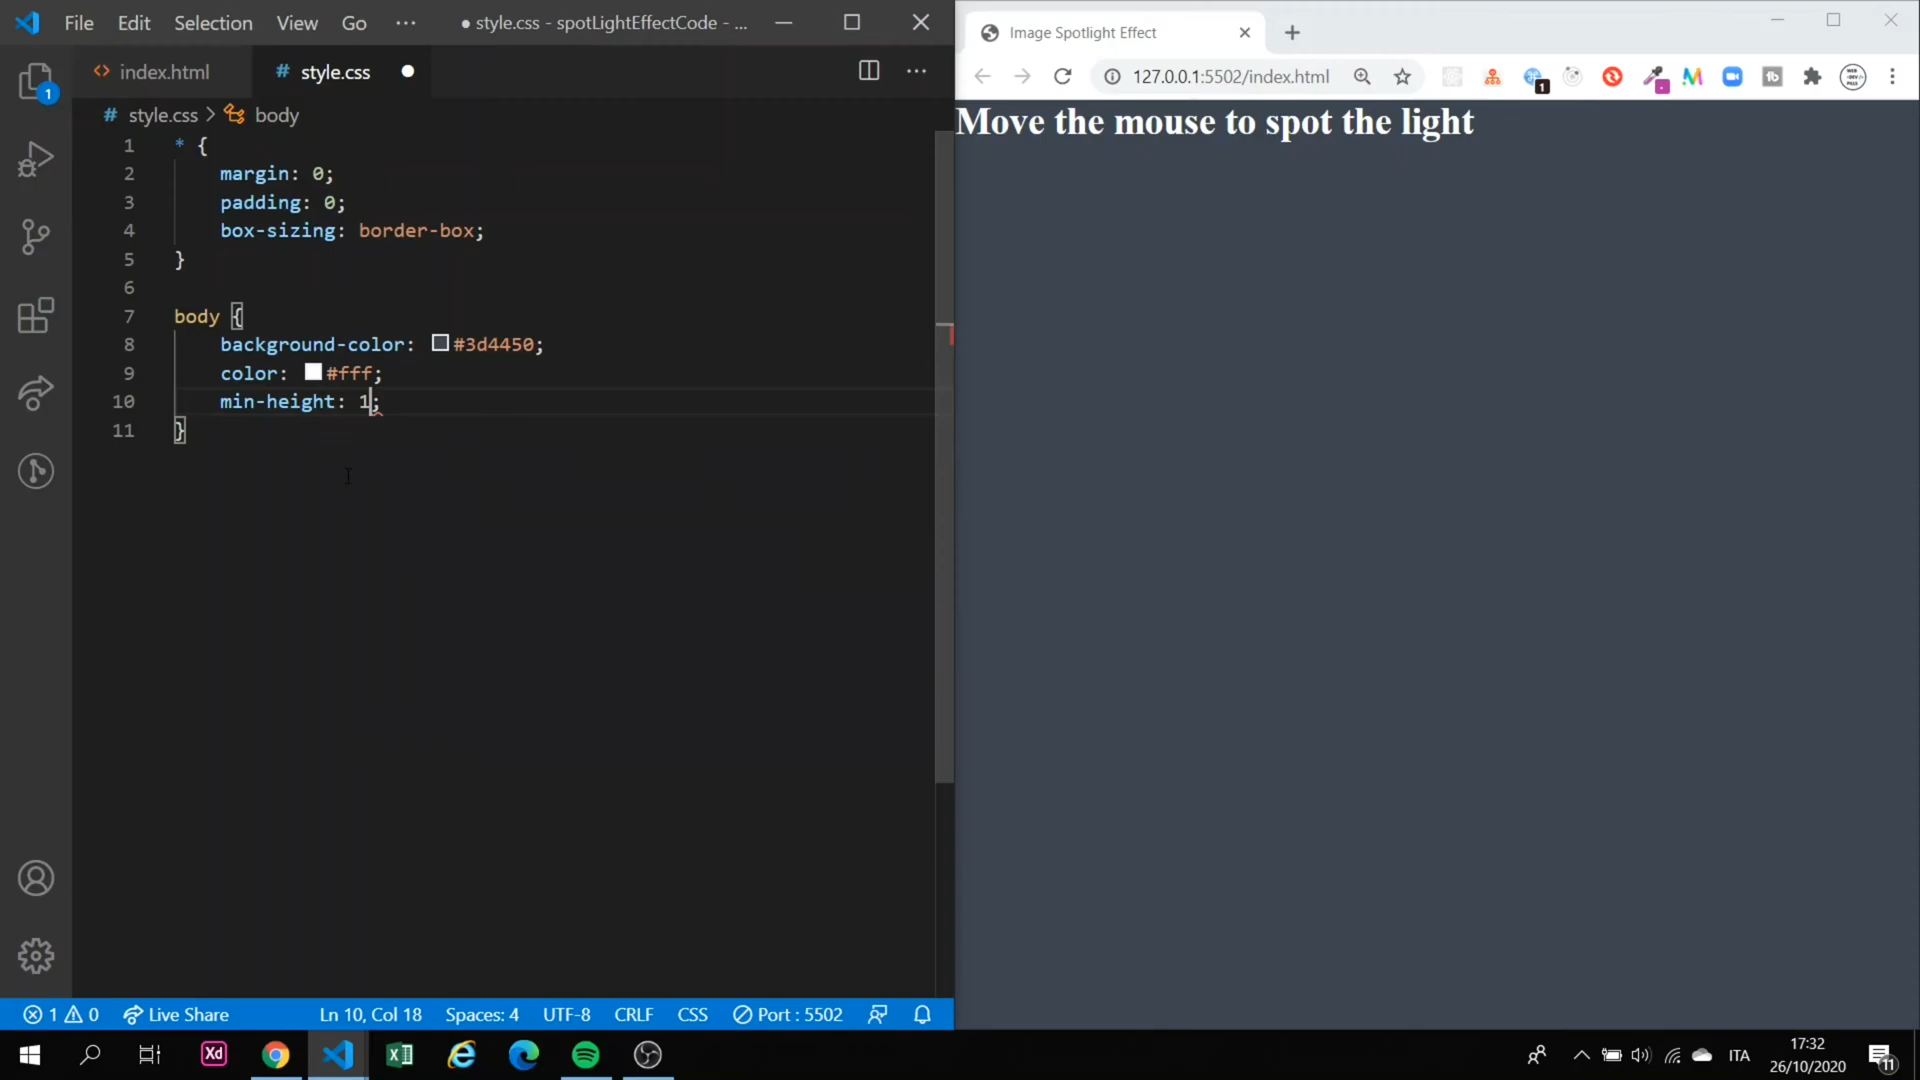 File Edit Selection View Go ···
● style.css - spotLightEffectCode - ...
index.html
# style.css ●
# style.css > body
1 * {
2 margin: 0;
3 padding: 0;
4 box-sizing: border-box;
5 }
6
7 body {
8 background-color: #3d4450;
9 color: #fff;
10 min-height: 1;
11 }
1
1 0 Live Share Ln 10, Col 18 Spaces: 4 UTF-8 CRLF CSS Port : 5502
Image Spotlight Effect
127.0.0.1:5502/index.html
1
Move the mouse to spot the light
Xd
ITA
17:32
26/10/2020
11